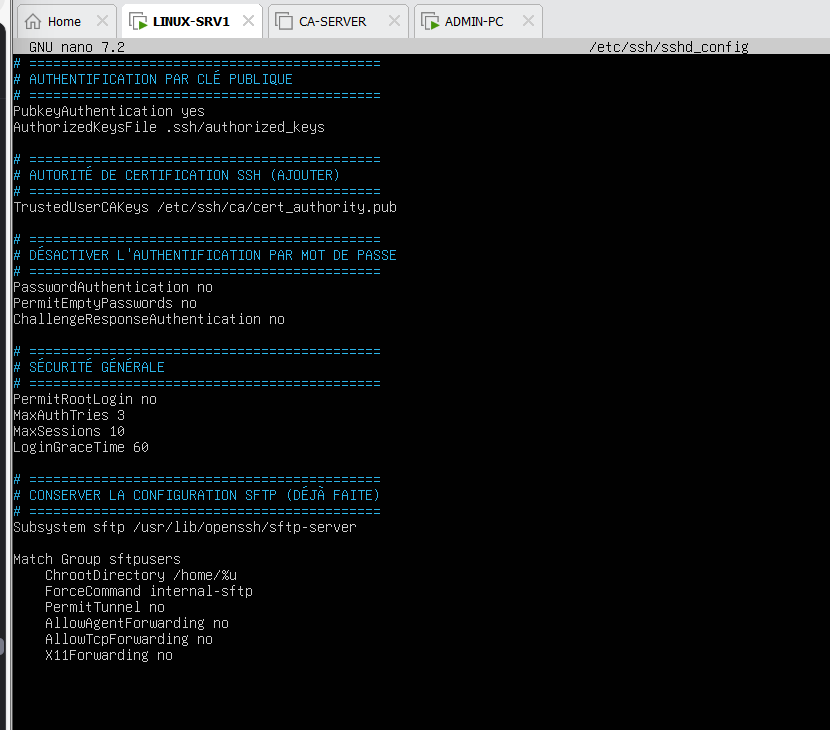 Home
LINUX-SRV1
CA-SERVER
ADMIN-PC
GNU nano 7.2 /etc/ssh/sshd_config
# ============================================
# AUTHENTIFICATION PAR CLÉ PUBLIQUE
# ============================================
PubkeyAuthentication yes
AuthorizedKeysFile .ssh/authorized_keys
# ============================================
# AUTORITÉ DE CERTIFICATION SSH (AJOUTER)
# ============================================
TrustedUserCAKeys /etc/ssh/ca/cert_authority.pub
# ============================================
# DÉSACTIVER L'AUTHENTIFICATION PAR MOT DE PASSE
# ============================================
PasswordAuthentication no
PermitEmptyPasswords no
ChallengeResponseAuthentication no
# ============================================
# SÉCURITÉ GÉNÉRALE
# ============================================
PermitRootLogin no
MaxAuthTries 3
MaxSessions 10
LoginGraceTime 60
# ============================================
# CONSERVER LA CONFIGURATION SFTP (DÉJÀ FAITE)
# ============================================
Subsystem sftp /usr/lib/openssh/sftp-server
Match Group sftpusers
    ChrootDirectory /home/%u
    ForceCommand internal-sftp
    PermitTunnel no
    AllowAgentForwarding no
    AllowTcpForwarding no
    X11Forwarding no